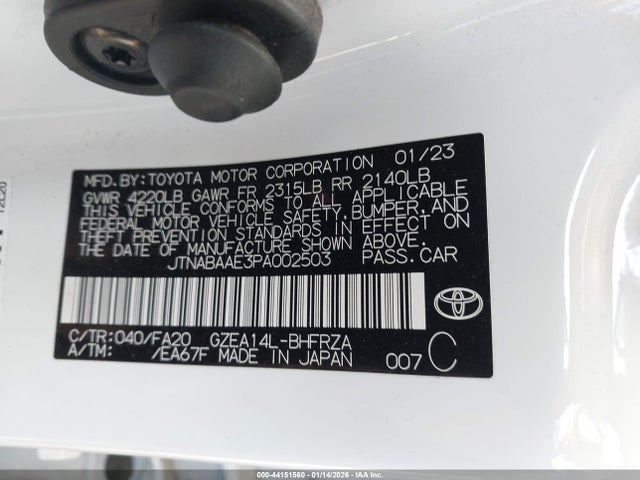 MFD.BY:TOYOTA MOTOR CORPORATION 01/23
GVWR 4220LB GAWR FR 2315LB RR 2140LB
THIS VEHICLE CONFORMS TO ALL APPLICABLE
FEDERAL MOTOR VEHICLE SAFETY, BUMPER, AND
THEFT PREVENTION STANDARDS IN EFFECT ON
THE DATE OF MANUFACTURE SHOWN ABOVE.
JTNABAAE3PA002503 PASS.CAR
C/TR:040/FA20 GZEA14L-BHFRZA
A/TM: /EA67F MADE IN JAPAN 007 C
12L20
000-44151560 - 01/14/2026 - IAA Inc.